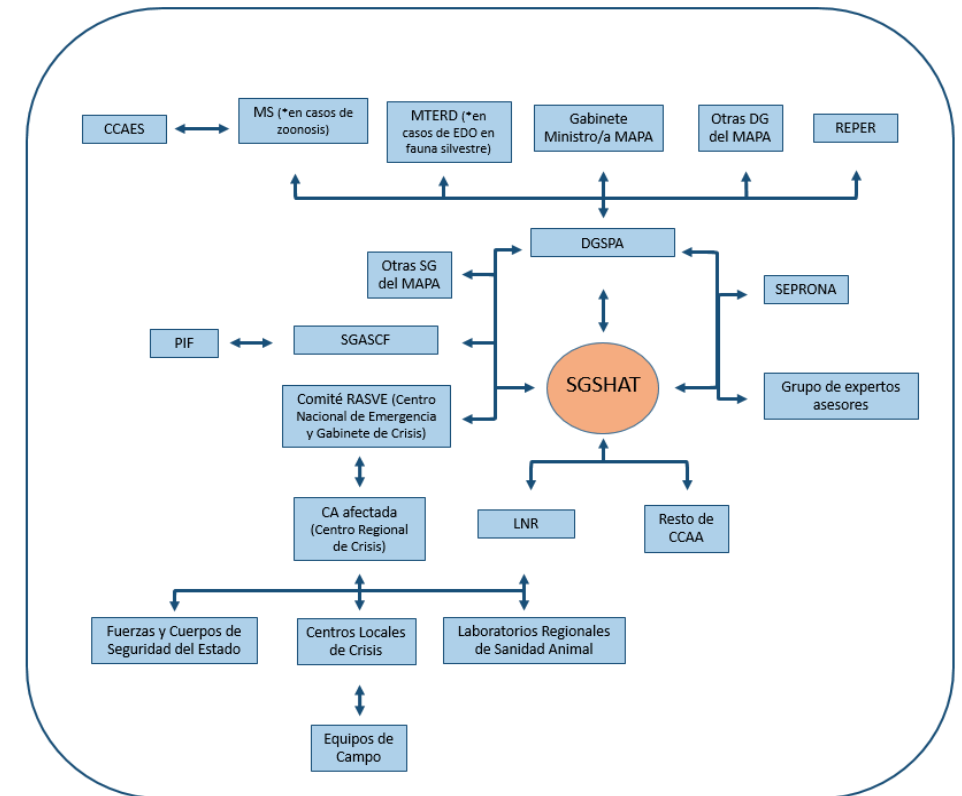 CCAES
MS (*en casos de
zoonosis)
MTERD (*en
casos de EDO en
fauna silvestre)
Gabinete
Ministro/a MAPA
Otras DG
del MAPA
REPER
DGSPA
Otras SG
del MAPA
SEPRONA
PIF
SGASCF
SGSHAT
Grupo de expertos
asesores
Comité RASVE (Centro
Nacional de Emergencia
y Gabinete de Crisis)
CA afectada
(Centro Regional
de Crisis)
LNR
Resto de
CCAA
Fuerzas y Cuerpos de
Seguridad del Estado
Centros Locales
de Crisis
Laboratorios Regionales
de Sanidad Animal
Equipos de
Campo